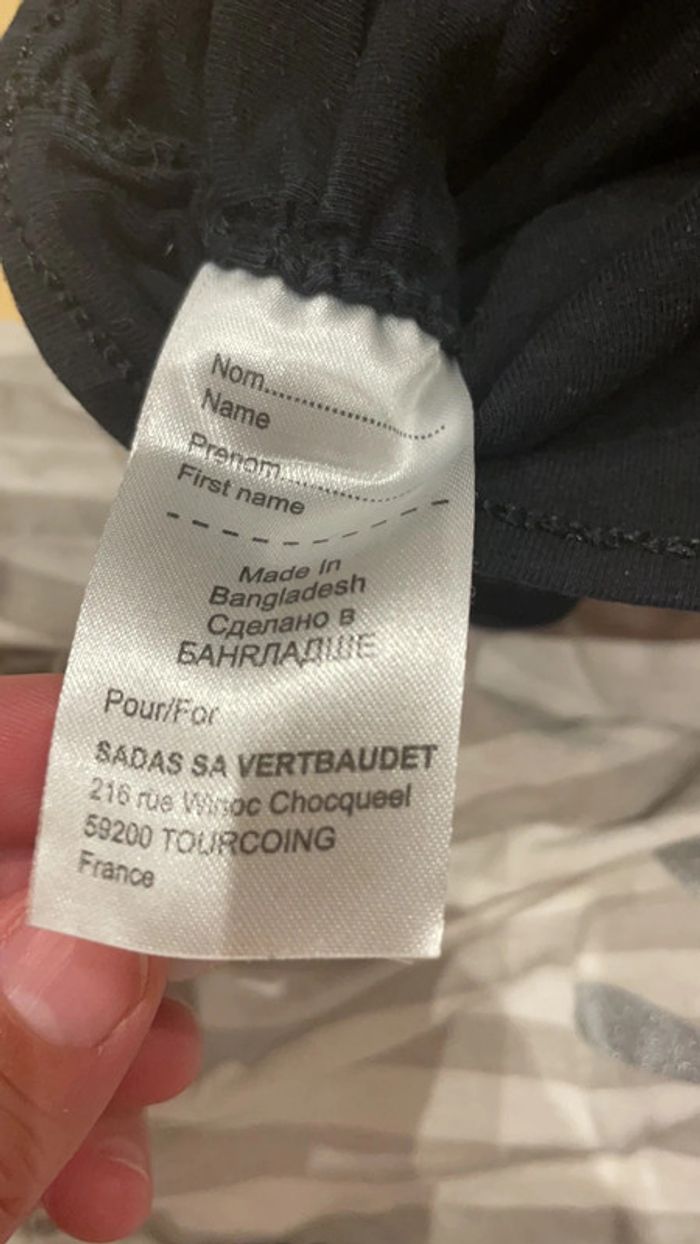 Nom..............................
Name
Prenom......................
First name
Made In
Bangladesh
Сделано в
БАНRЛАДШЕ
Pour/For
SADAS SA VERTBAUDET
216 rue Winoc Chocqueel
59200 TOURCOING
France